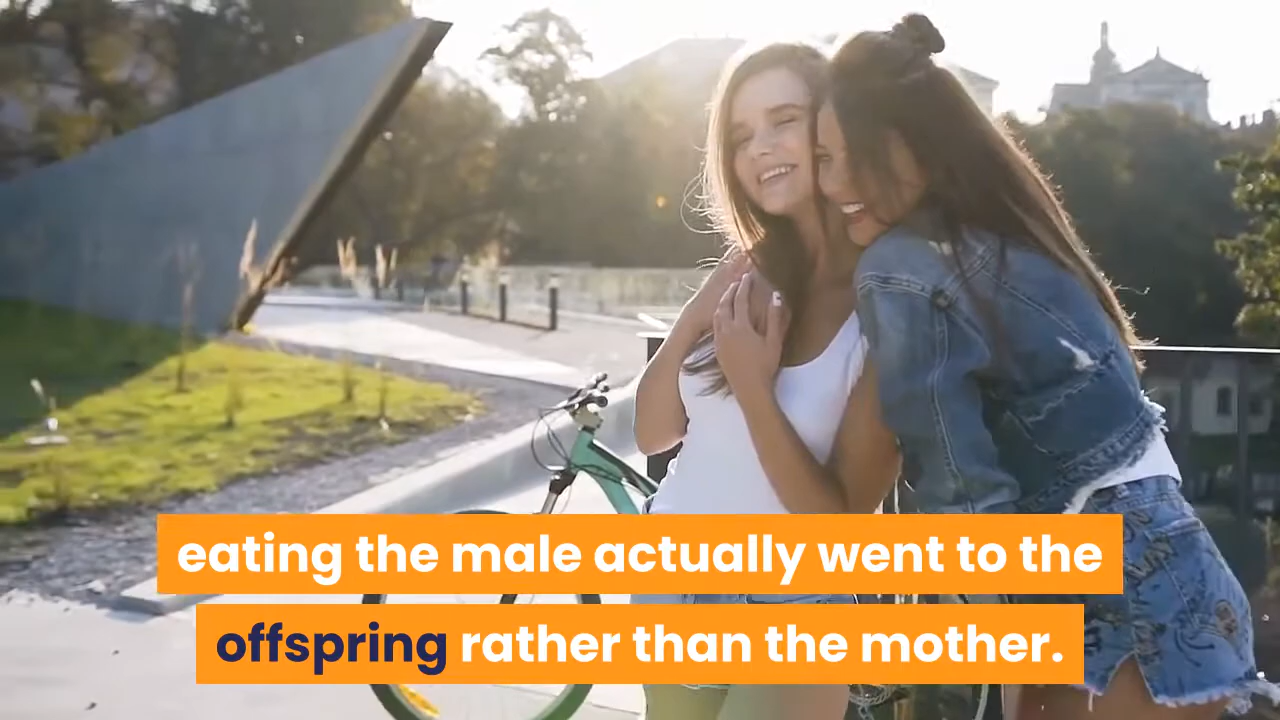 eating the male actually went to the
offspring rather than the mother.